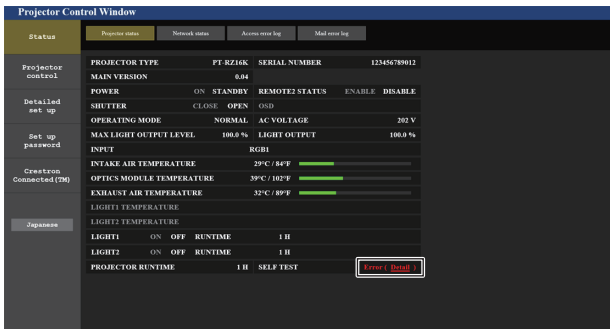 Projector Control Window
Status
Projector control
Detailed set up
Set up password
Crestron Connected(TM)
Japanese
Projector status Network status Access error log Mail error log
PROJECTOR TYPE PT-RZ16K SERIAL NUMBER 123456789012
MAIN VERSION 0.04
POWER ON STANDBY REMOTE2 STATUS ENABLE DISABLE
SHUTTER CLOSE OPEN OSD
OPERATING MODE NORMAL AC VOLTAGE 202 V
MAX LIGHT OUTPUT LEVEL 100.0 % LIGHT OUTPUT 100.0 %
INPUT RGB1
INTAKE AIR TEMPERATURE 29°C / 84°F
OPTICS MODULE TEMPERATURE 39°C / 102°F
EXHAUST AIR TEMPERATURE 32°C / 89°F
LIGHT1 TEMPERATURE
LIGHT2 TEMPERATURE
LIGHT1 ON OFF RUNTIME 1 H
LIGHT2 ON OFF RUNTIME 1 H
PROJECTOR RUNTIME 1 H SELF TEST Error ( Detail )